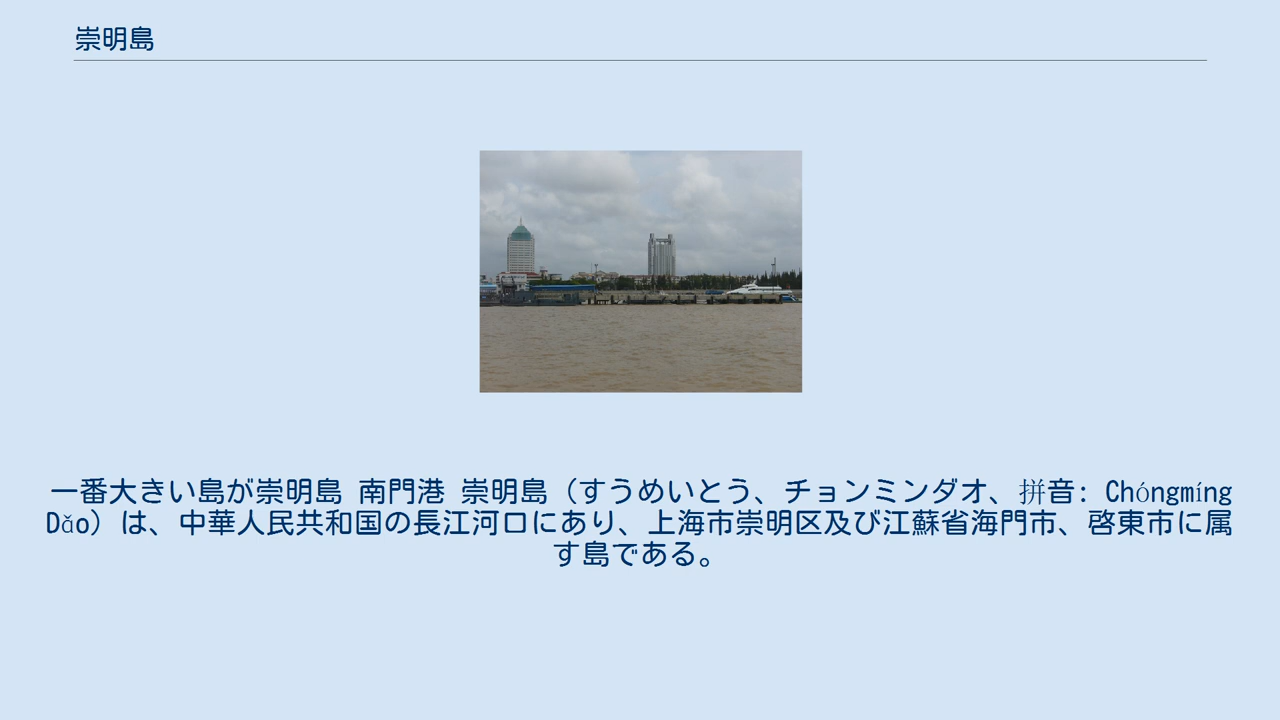 崇明島
一番大きい島が崇明島 南門港 崇明島（すうめいとう、チョンミンダオ、拼音: Chóngmíng
Dǎo）は、中華人民共和国の長江河口にあり、上海市崇明区及び江蘇省海門市、啓東市に属
す島である。